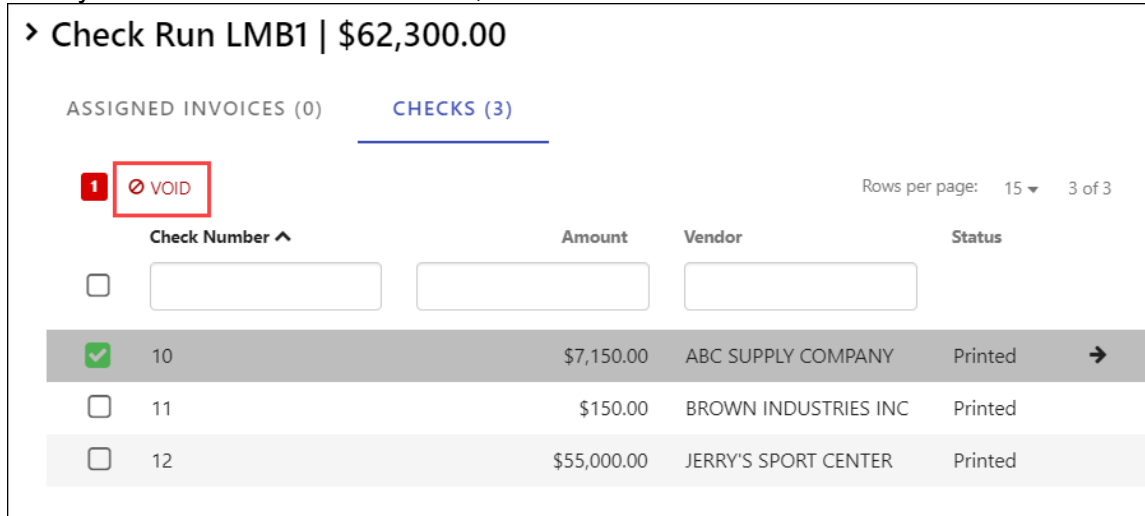 Check Run LMB1 | $62,300.00
ASSIGNED INVOICES (0) CHECKS (3)
1 VOID Rows per page: 15 3 of 3
Check Number Amount Vendor Status
10 $7,150.00 ABC SUPPLY COMPANY Printed
11 $150.00 BROWN INDUSTRIES INC Printed
12 $55,000.00 JERRY'S SPORT CENTER Printed